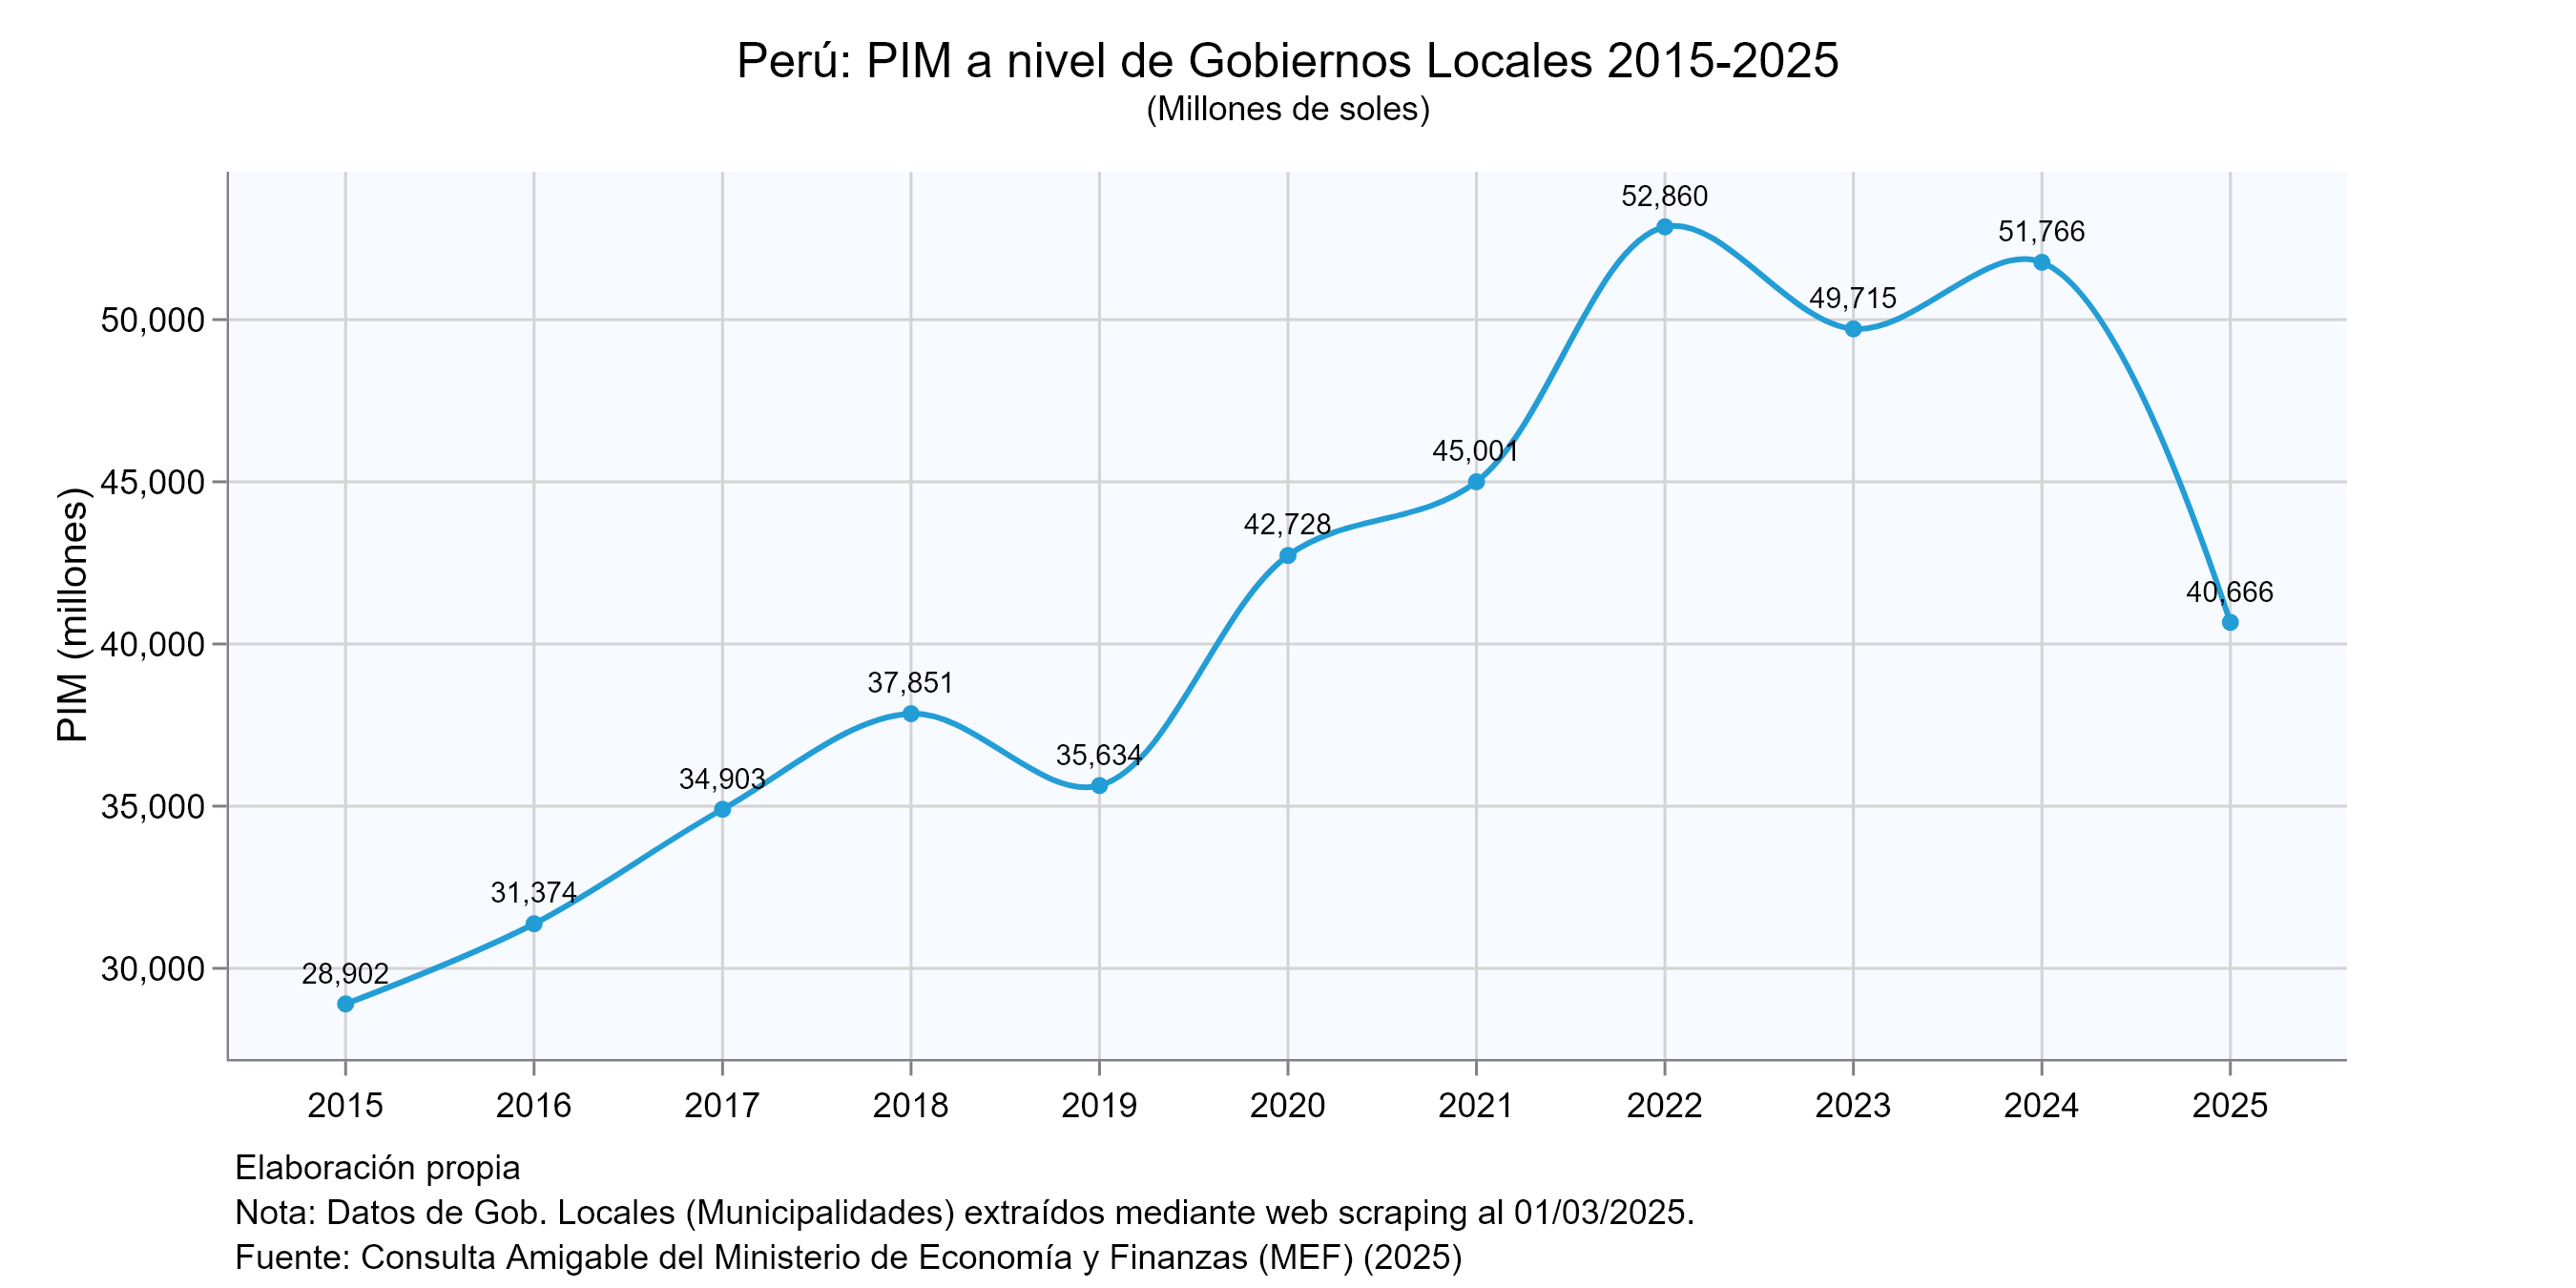 Perú: PIM a nivel de Gobiernos Locales 2015-2025
(Millones de soles)
PIM (millones)
50,000
45,000
40,000
35,000
30,000
28,902
31,374
34,903
37,851
35,634
42,728
45,001
52,860
49,715
51,766
40,666
2015 2016 2017 2018 2019 2020 2021 2022 2023 2024 2025
Elaboración propia
Nota: Datos de Gob. Locales (Municipalidades) extraídos mediante web scraping al 01/03/2025.
Fuente: Consulta Amigable del Ministerio de Economía y Finanzas (MEF) (2025)